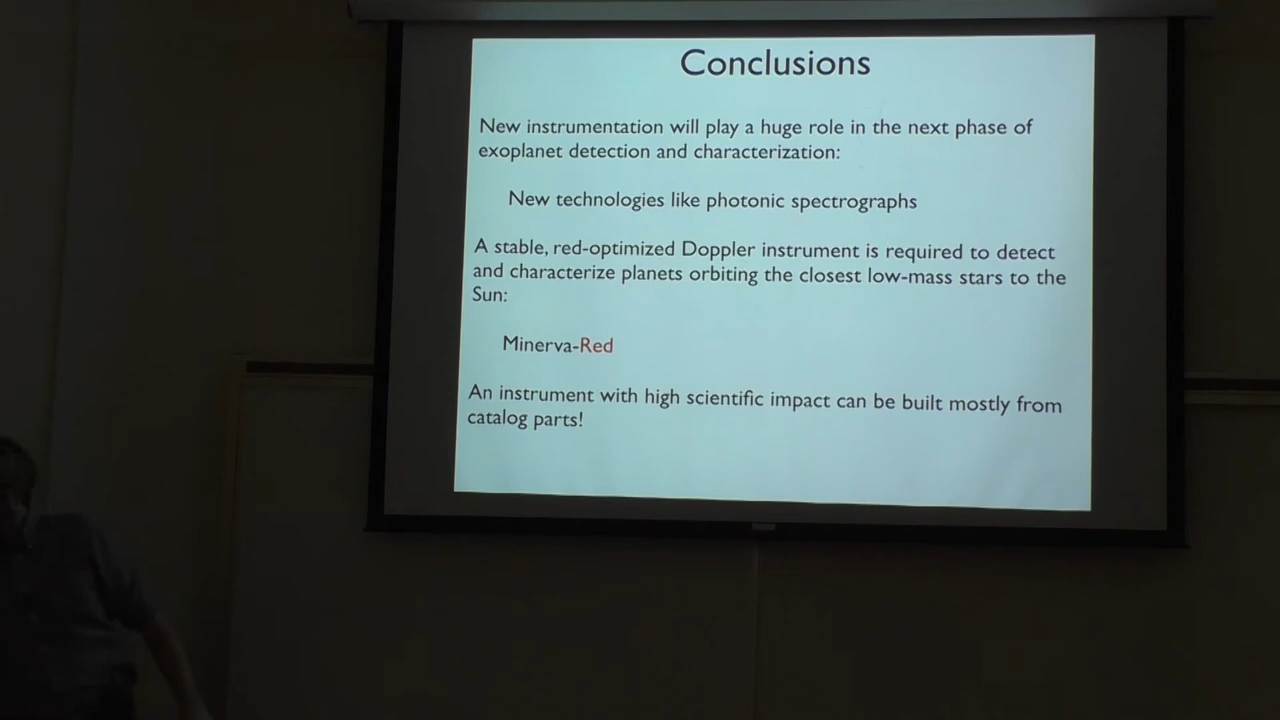 Conclusions
New instrumentation will play a huge role in the next phase of
exoplanet detection and characterization:
New technologies like photonic spectrographs
A stable, red-optimized Doppler instrument is required to detect
and characterize planets orbiting the closest low-mass stars to the
Sun:
Minerva-Red
An instrument with high scientific impact can be built mostly from
catalog parts!